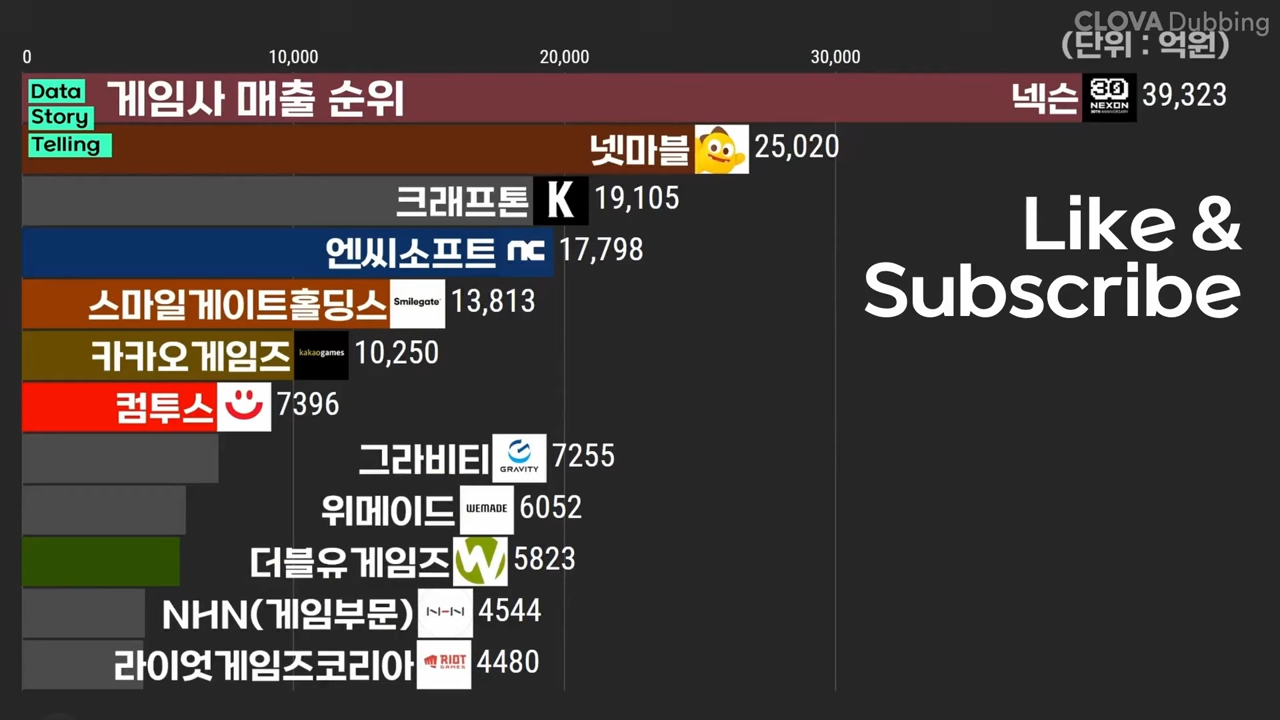 CLOVA Dubbing
(단위 : 억원)
0 10,000 20,000 30,000
Data
Story
Telling
게임사 매출 순위
넥슨 30 NEXON 39,323
넷마블 25,020
크래프톤 K 19,105
엔씨소프트 nc 17,798
스마일게이트홀딩스 Smilegate 13,813
카카오게임즈 kakaogames 10,250
컴투스 7396
그라비티 GRAVITY 7255
위메이드 WEMADE 6052
더블유게임즈 W 5823
NHN(게임부문) NHN 4544
라이엇게임즈코리아 RIOT GAMES 4480
Like &
Subscribe